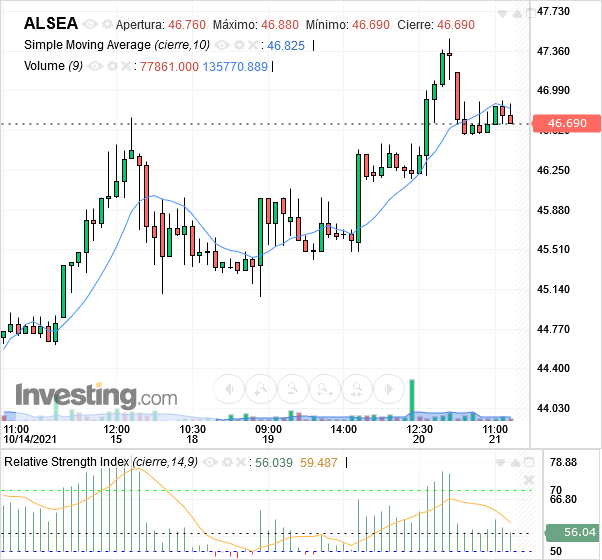 ALSEA Apertura: 46.760 Máximo: 46.880 Mínimo: 46.690 Cierre: 46.690
Simple Moving Average (cierre,10) : 46.825
Volume (9) : 77861.000 135770.889
47.730
47.360
46.990
46.690
46.250
45.880
45.510
45.140
44.770
44.400
44.030
Investing.com
11:00 12:00 10:30 09:00 14:00 12:30 11:00
10/14/2021 15 18 19 20 21
Relative Strength Index (cierre,14,9) : 56.039 59.487
78.88
70
66.80
56.04
50